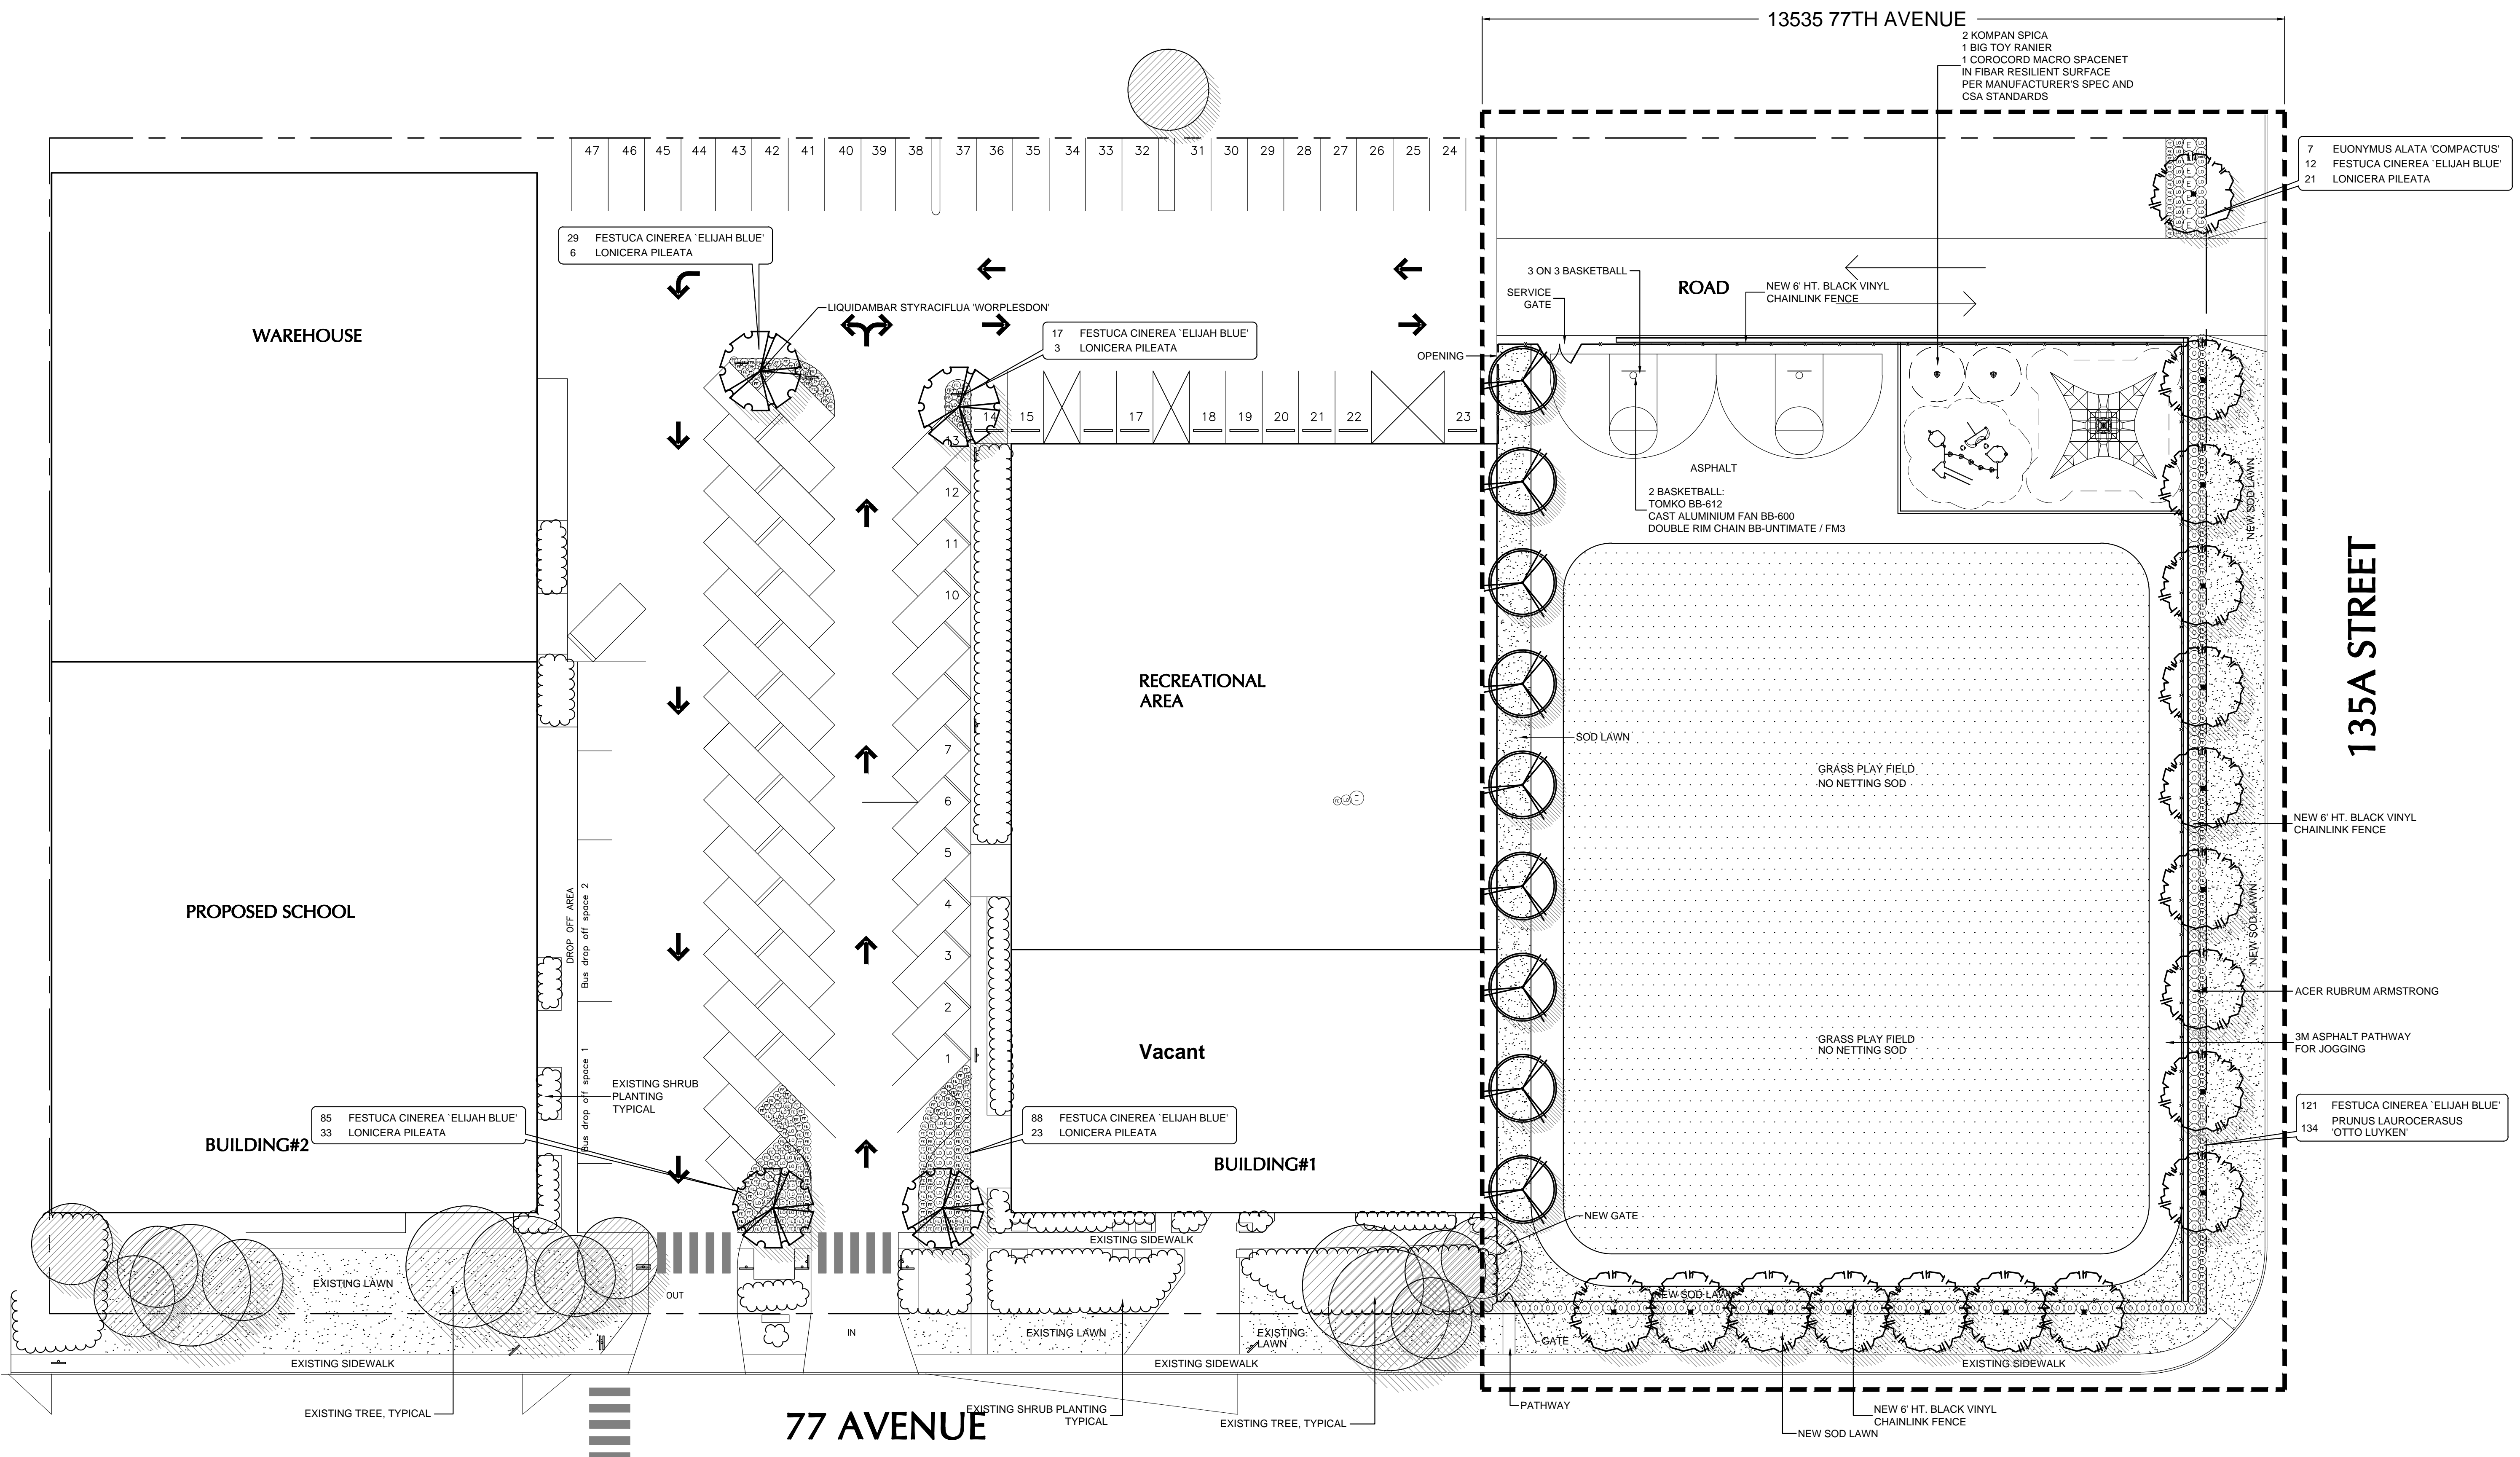 13535 77TH AVENUE
2 KOMPAN SPICA
1 BIG TOY RANIER
1 COROCORD MACRO SPACENET
IN FIBAR RESILIENT SURFACE
PER MANUFACTURER'S SPEC AND
CSA STANDARDS
47 46 45 44 43 42 41 40 39 38 37 36 35 34 33 32 31 30 29 28 27 26 25 24
7 EUONYMUS ALATA 'COMPACTUS'
12 FESTUCA CINEREA `ELIJAH BLUE'
21 LONICERA PILEATA
29 FESTUCA CINEREA `ELIJAH BLUE'
6 LONICERA PILEATA
LIQUIDAMBAR STYRACIFLUA 'WORPLESDON'
17 FESTUCA CINEREA `ELIJAH BLUE'
3 LONICERA PILEATA
3 ON 3 BASKETBALL
SERVICE
GATE
ROAD
NEW 6' HT. BLACK VINYL
CHAINLINK FENCE
OPENING
WAREHOUSE
14 15 17 18 19 20 21 22 23
13
12
11
10
7
6
5
4
3
2
1
ASPHALT
2 BASKETBALL:
TOMKO BB-612
CAST ALUMINIUM FAN BB-600
DOUBLE RIM CHAIN BB-UNTIMATE / FM3
NEW SOD LAWN
135A STREET
RECREATIONAL
AREA
FE LO E
SOD LAWN
GRASS PLAY FIELD
NO NETTING SOD
NEW 6' HT. BLACK VINYL
CHAINLINK FENCE
PROPOSED SCHOOL
DROP OFF AREA
Bus drop off space 2
Bus drop off space 1
NEW SOD LAWN
ACER RUBRUM ARMSTRONG
3M ASPHALT PATHWAY
FOR JOGGING
GRASS PLAY FIELD
NO NETTING SOD
Vacant
EXISTING SHRUB
PLANTING
TYPICAL
85 FESTUCA CINEREA `ELIJAH BLUE'
33 LONICERA PILEATA
88 FESTUCA CINEREA `ELIJAH BLUE'
23 LONICERA PILEATA
121 FESTUCA CINEREA `ELIJAH BLUE'
134 PRUNUS LAUROCERASUS
'OTTO LUYKEN'
BUILDING#2
BUILDING#1
NEW GATE
EXISTING SIDEWALK
EXISTING LAWN
OUT
IN
EXISTING LAWN
EXISTING
LAWN
NEW SOD LAWN
GATE
EXISTING SIDEWALK
EXISTING SIDEWALK
EXISTING SIDEWALK
EXISTING TREE, TYPICAL
77 AVENUE
EXISTING SHRUB PLANTING
TYPICAL
EXISTING TREE, TYPICAL
PATHWAY
NEW 6' HT. BLACK VINYL
CHAINLINK FENCE
NEW SOD LAWN